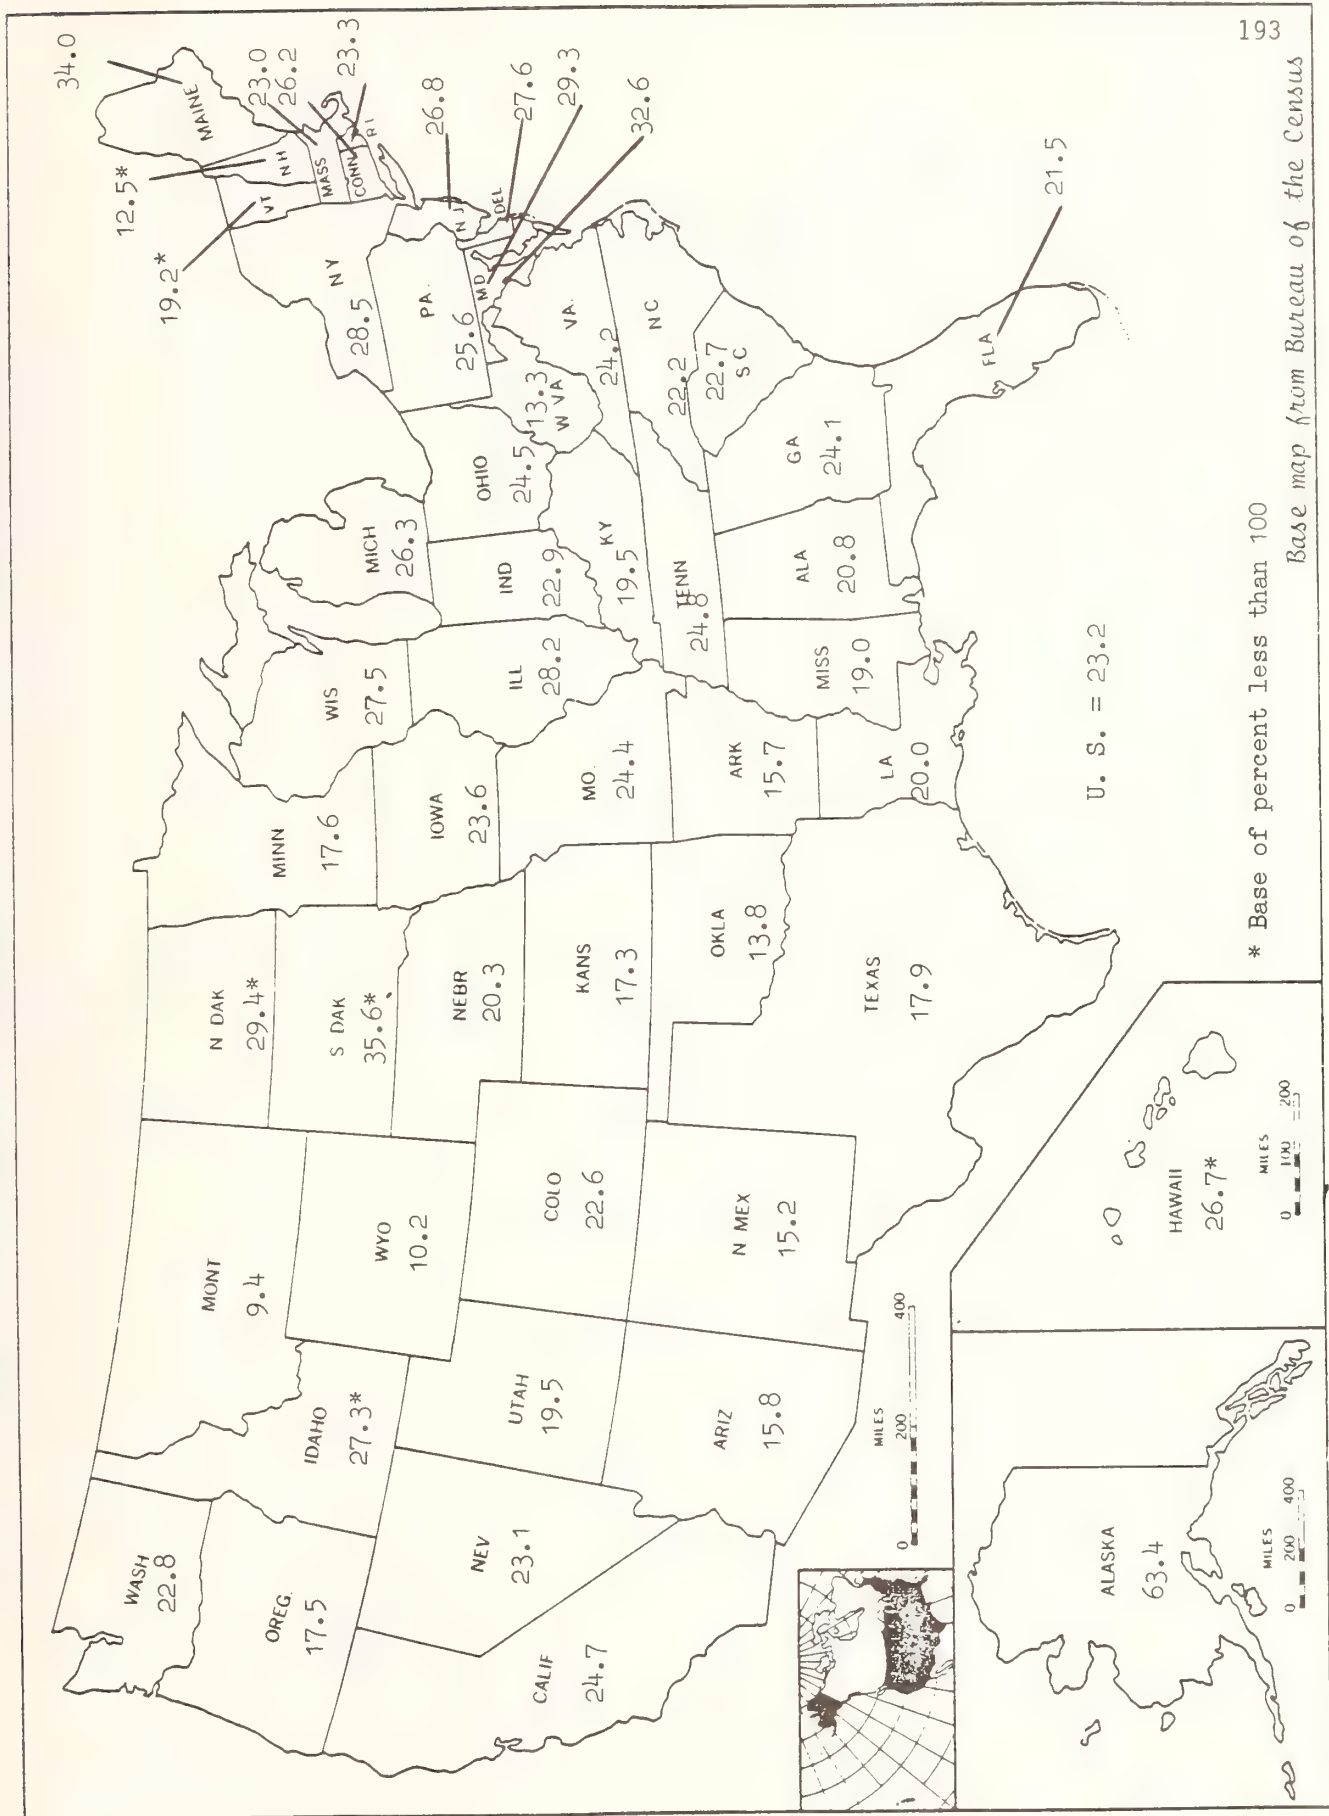 193
WASH
22.8
OREG.
17.5
CALIF
24.7
NEV
23.1
IDAHO
27.3*
MONT
9.4
WYO
10.2
UTAH
19.5
COLO
22.6
ARIZ
15.8
N MEX
15.2
N DAK
29.4*
S DAK
35.6*
NEBR
20.3
KANS
17.3
OKLA
13.8
TEXAS
17.9
MINN
17.6
IOWA
23.6
MO.
24.4
ARK
15.7
LA
20.0
WIS
27.5
ILL
28.2
MICH
26.3
IND
22.9
OHIO
24.5
KY
19.5
TENN
24.8
MISS
19.0
ALA
20.8
GA
24.1
FLA
21.5
S C
22.7
N C
22.2
VA.
24.2
W VA
13.3
PA.
25.6
N Y
28.5
VT
19.2*
N H
12.5*
MAINE
34.0
MASS
23.0
CONN
26.2
R I
23.3
N J
26.8
DEL
27.6
MD
29.3
32.6
MILES
0 200 400
ALASKA
63.4
MILES
0 200 400
HAWAII
26.7*
MILES
0 100 200
U. S. = 23.2
* Base of percent less than 100
Base map from Bureau of the Census